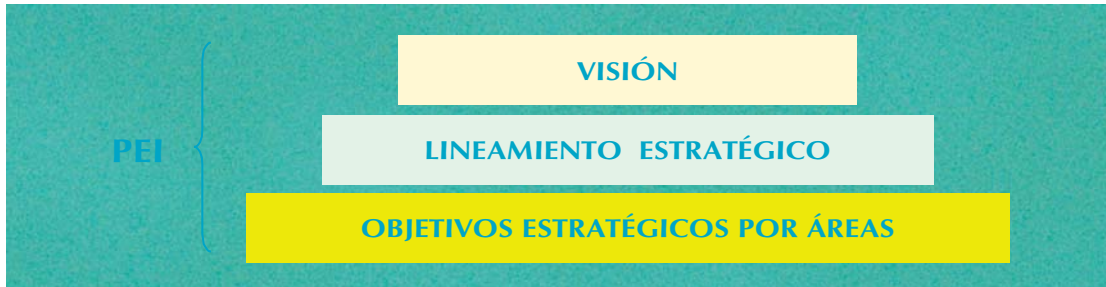 VISIÓN
PEI
LINEAMIENTO ESTRATÉGICO
OBJETIVOS ESTRATÉGICOS POR ÁREAS